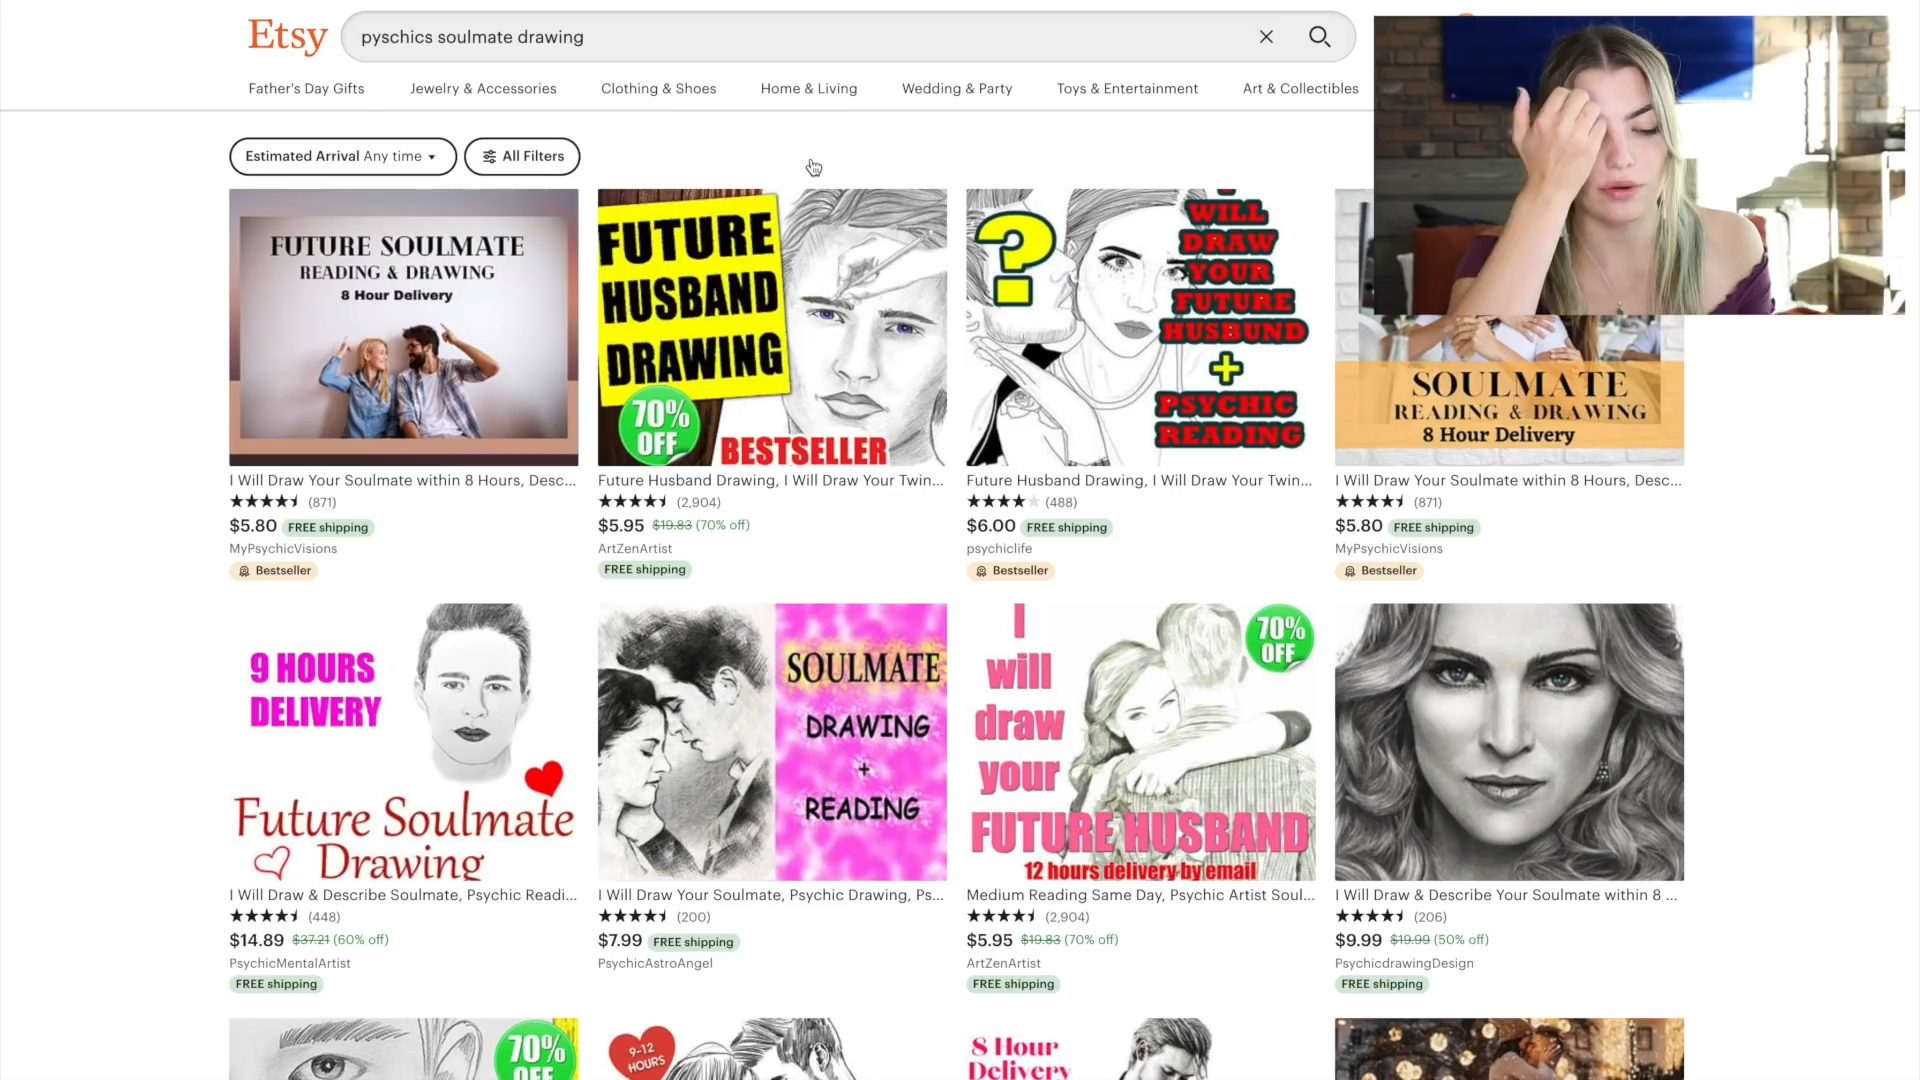 Etsy
pyschics soulmate drawing
Father's Day Gifts
Jewelry & Accessories
Clothing & Shoes
Home & Living
Wedding & Party
Toys & Entertainment
Art & Collectibles
Estimated Arrival Any time
All Filters
FUTURE SOULMATE
READING & DRAWING
8 Hour Delivery
I Will Draw Your Soulmate within 8 Hours, Desc...
(871)
$5.80 FREE shipping
MyPsychicVisions
Bestseller
FUTURE
HUSBAND
DRAWING
70%
OFF
BESTSELLER
Future Husband Drawing, I Will Draw Your Twin...
(2,904)
$5.95 $19.83 (70% off)
ArtZenArtist
FREE shipping
?
WILL
DRAW
YOUR
FUTURE
HUSBUND
+
PSYCHIC
READING
Future Husband Drawing, I Will Draw Your Twin...
(488)
$6.00 FREE shipping
psychiclife
Bestseller
SOULMATE
READING & DRAWING
8 Hour Delivery
I Will Draw Your Soulmate within 8 Hours, Desc...
(871)
$5.80 FREE shipping
MyPsychicVisions
Bestseller
9 HOURS
DELIVERY
Future Soulmate
Drawing
I Will Draw & Describe Soulmate, Psychic Readi...
(448)
$14.89 $37.21 (60% off)
PsychicMentalArtist
FREE shipping
SOULMATE
DRAWING
+
READING
I Will Draw Your Soulmate, Psychic Drawing, Ps...
(200)
$7.99 FREE shipping
PsychicAstroAngel
I
will
draw
your
FUTURE HUSBAND
12 hours delivery by email
70%
OFF
Medium Reading Same Day, Psychic Artist Soul...
(2,904)
$5.95 $19.83 (70% off)
ArtZenArtist
FREE shipping
I Will Draw & Describe Your Soulmate within 8 ...
(206)
$9.99 $19.99 (50% off)
PsychicdrawingDesign
FREE shipping
70%
OFF
9-12
HOURS
8 Hour
Delivery